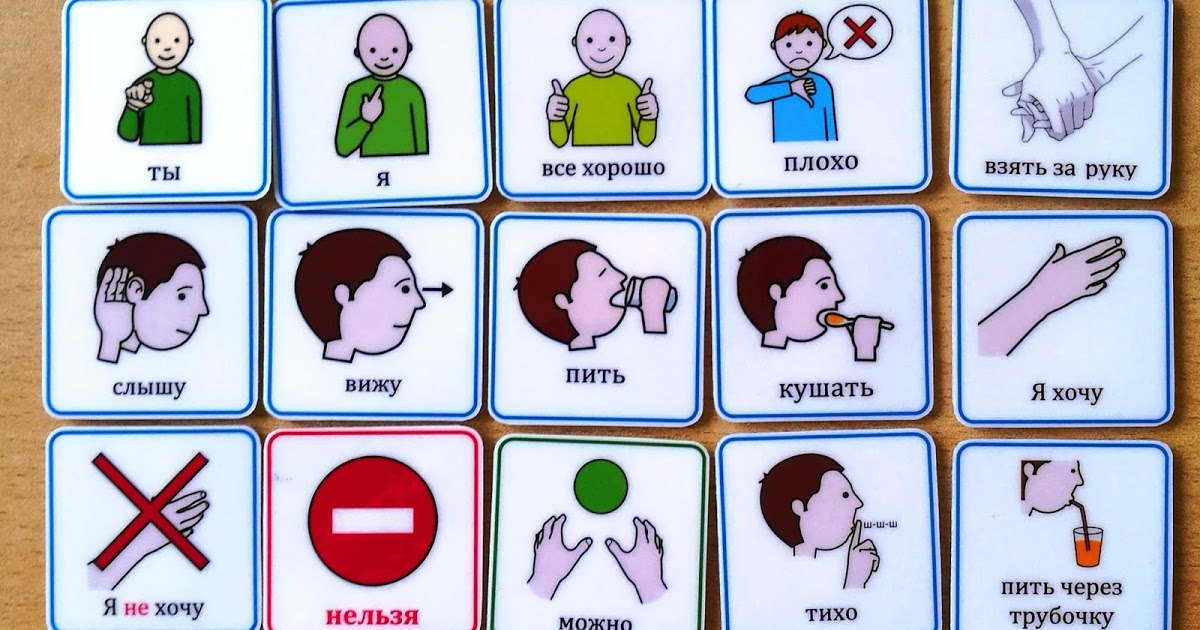 ты
я
все хорошо
плохо
взять за руку
слышу
вижу
пить
кушать
Я хочу
Я не хочу
нельзя
можно
ш-ш-ш
тихо
пить через
трубочку